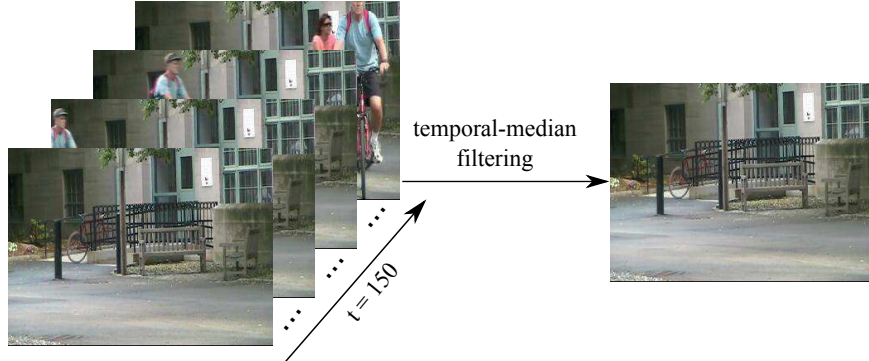 temporal-median
filtering
...
...
...
t = 150